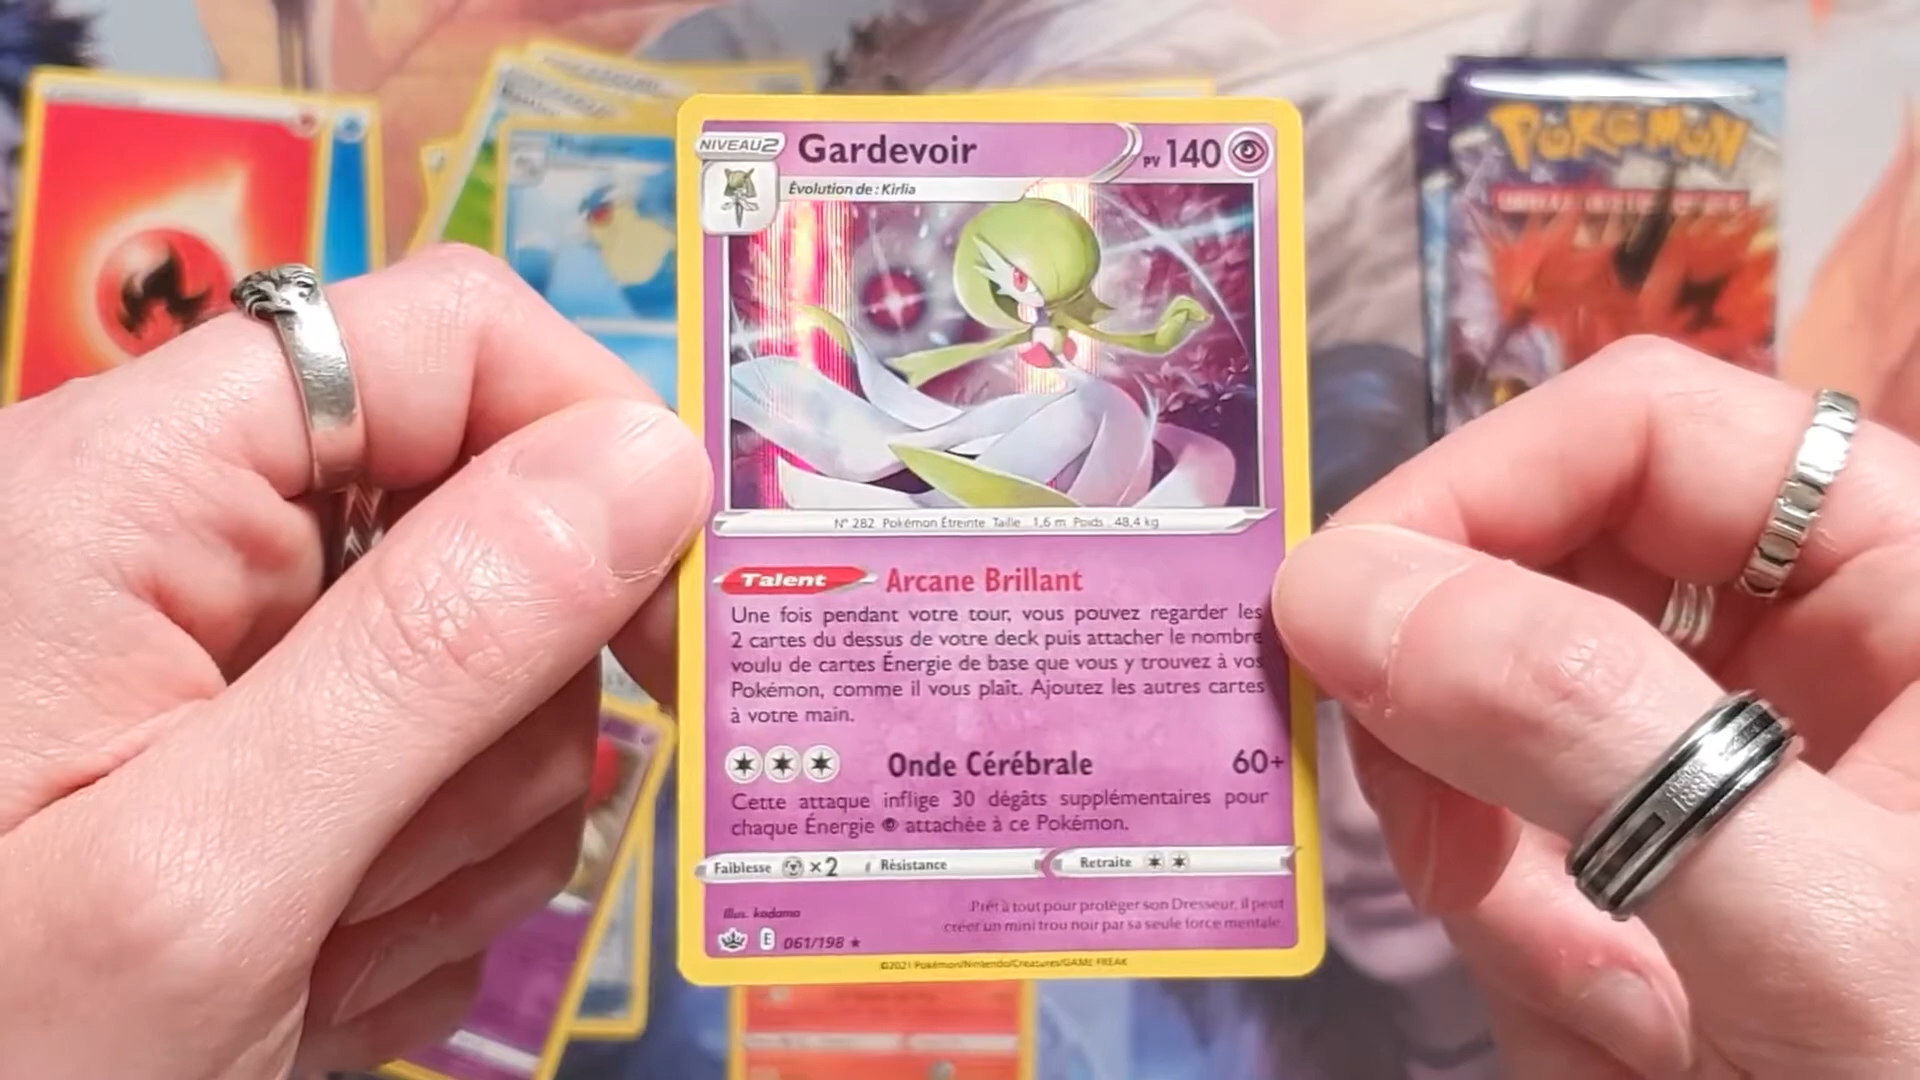 POKÉMON
NIVEAU2
Gardevoir
PV 140
Évolution de : Kirlia
N° 282 Pokémon Étreinte Taille 1,6 m Poids 48,4 kg
Talent Arcane Brillant
Une fois pendant votre tour, vous pouvez regarder les
2 cartes du dessus de votre deck puis attacher le nombre
voulu de cartes Énergie de base que vous y trouvez à vos
Pokémon, comme il vous plaît. Ajoutez les autres cartes
à votre main.
Onde Cérébrale 60+
Cette attaque inflige 30 dégâts supplémentaires pour
chaque Énergie attachée à ce Pokémon.
Faiblesse ×2 Résistance Retraite
Illus. kodama
Prêt à tout pour protéger son Dresseur, il peut
créer un mini trou noir par sa seule force mentale.
E 061/198 ★
©2021 Pokémon/Nintendo/Creatures/GAME FREAK